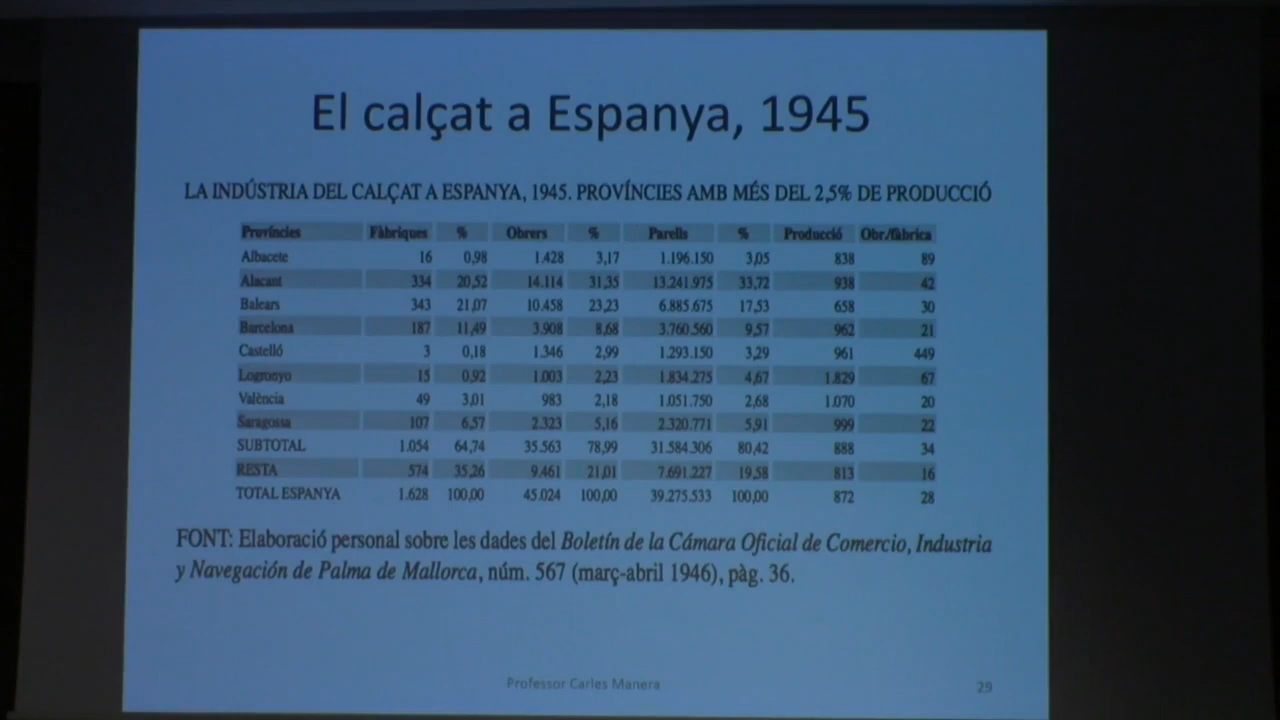 El calçat a Espanya, 1945
LA INDÚSTRIA DEL CALÇAT A ESPANYA, 1945. PROVÍNCIES AMB MÉS DEL 2,5% DE PRODUCCIÓ
Províncies Fàbriques % Obrers % Parells % Producció Obr./fàbrica
Albacete 16 0,98 1.428 3,17 1.196.150 3,05 838 89
Alacant 334 20,52 14.114 31,35 13.241.975 33,72 938 42
Balears 343 21,07 10.458 23,23 6.885.675 17,53 658 30
Barcelona 187 11,49 3.908 8,68 3.760.560 9,57 962 21
Castelló 3 0,18 1.346 2,99 1.293.150 3,29 961 449
Logronyo 15 0,92 1.003 2,23 1.834.275 4,67 1.829 67
València 49 3,01 983 2,18 1.051.750 2,68 1.070 20
Saragossa 107 6,57 2.323 5,16 2.320.771 5,91 999 22
SUBTOTAL 1.054 64,74 35.563 78,99 31.584.306 80,42 888 34
RESTA 574 35,26 9.461 21,01 7.691.227 19,58 813 16
TOTAL ESPANYA 1.628 100,00 45.024 100,00 39.275.533 100,00 872 28
FONT: Elaboració personal sobre les dades del Boletín de la Cámara Oficial de Comercio, Industria
y Navegación de Palma de Mallorca, núm. 567 (març-abril 1946), pàg. 36.
Professor Carles Manera
29